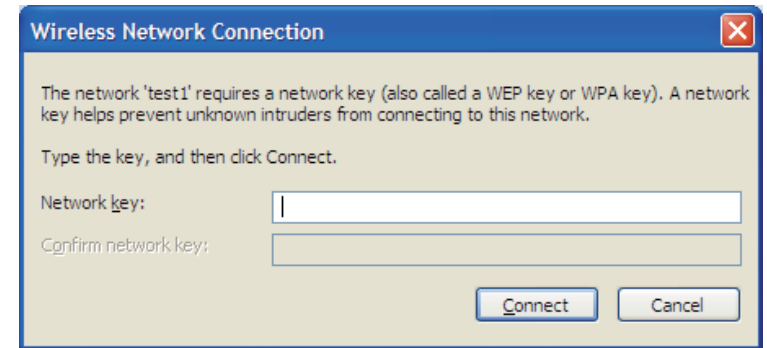 Wireless Network Connection
The network 'test1' requires a network key (also called a WEP key or WPA key). A network
key helps prevent unknown intruders from connecting to this network.
Type the key, and then click Connect.
Network key:
Confirm network key:
Connect Cancel